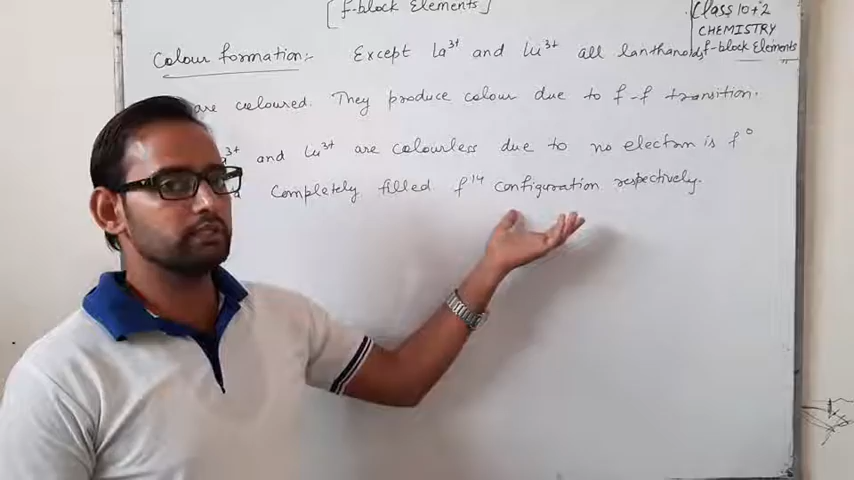 [f-block Elements]
Class 10+2
CHEMISTRY
f-block Elements
Colour formation:- Except La³⁺ and Lu³⁺ all lanthanoids
are coloured. They produce colour due to f-f transition.
³⁺ and Lu³⁺ are colourless due to no electron is f⁰
Completely filled f¹⁴ configuration respectively.